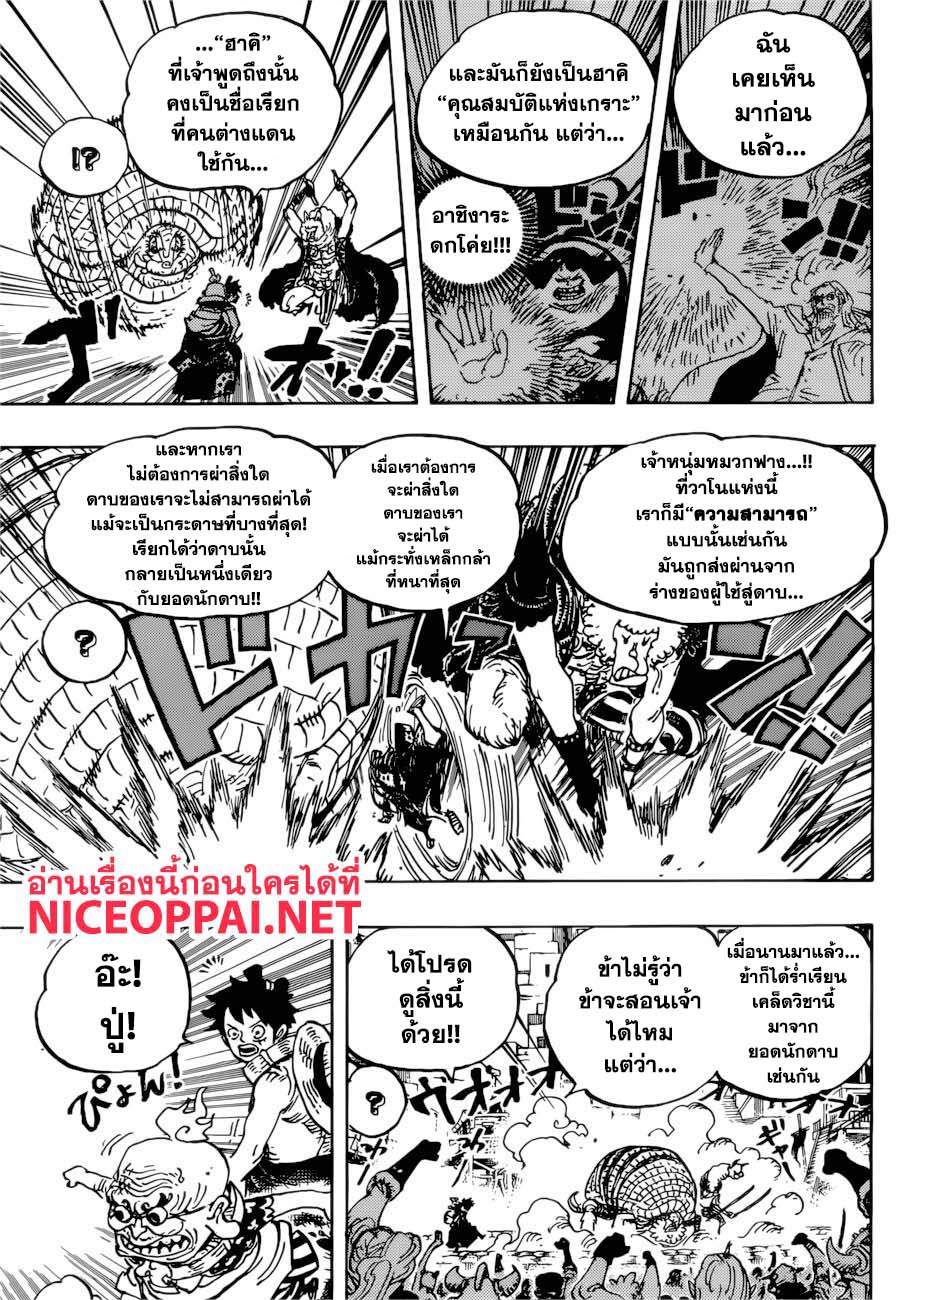 ฉัน
เคยเห็น
มาก่อน
แล้ว...
และมันก็ยังเป็นฮาคิ
“คุณสมบัติแห่งเกราะ”
เหมือนกัน แต่ว่า...
อาชิงาระ
ดกโค่ย!!!
...“ฮาคิ”
ที่เจ้าพูดถึงนั้น
คงเป็นชื่อเรียก
ที่คนต่างแดน
ใช้กัน...
!?
オッ!!
เจ้าหนุ่มหมวกฟาง...!!
ที่วาโนแห่งนี้
เราก็มี“ความสามารถ”
แบบนั้นเช่นกัน
มันถูกส่งผ่านจาก
ร่างของผู้ใช้สู่ดาบ...
เมื่อเราต้องการ
จะผ่าสิ่งใด
ดาบของเรา
จะผ่าได้
แม้กระทั่งเหล็กกล้า
ที่หนาที่สุด
และหากเรา
ไม่ต้องการผ่าสิ่งใด
ดาบของเราจะไม่สามารถผ่าได้
แม้จะเป็นกระดาษที่บางที่สุด!
เรียกได้ว่าดาบนั้น
กลายเป็นหนึ่งเดียว
กับยอดนักดาบ!!
?
ドカァン!!
อ่านเรื่องนี้ก่อนใครได้ที่
NICEOPPAI.NET
เมื่อนานมาแล้ว...
ข้าก็ได้ร่ำเรียน
เคล็ดวิชานี้
มาจาก
ยอดนักดาบ
เช่นกัน
ข้าไม่รู้ว่า
ข้าจะสอนเจ้า
ได้ไหม
แต่ว่า...
ได้โปรด
ดูสิ่งนี้
ด้วย!!
?
ウオオオ
ギャー
อ๊ะ!
ปู่!
ぴょん!